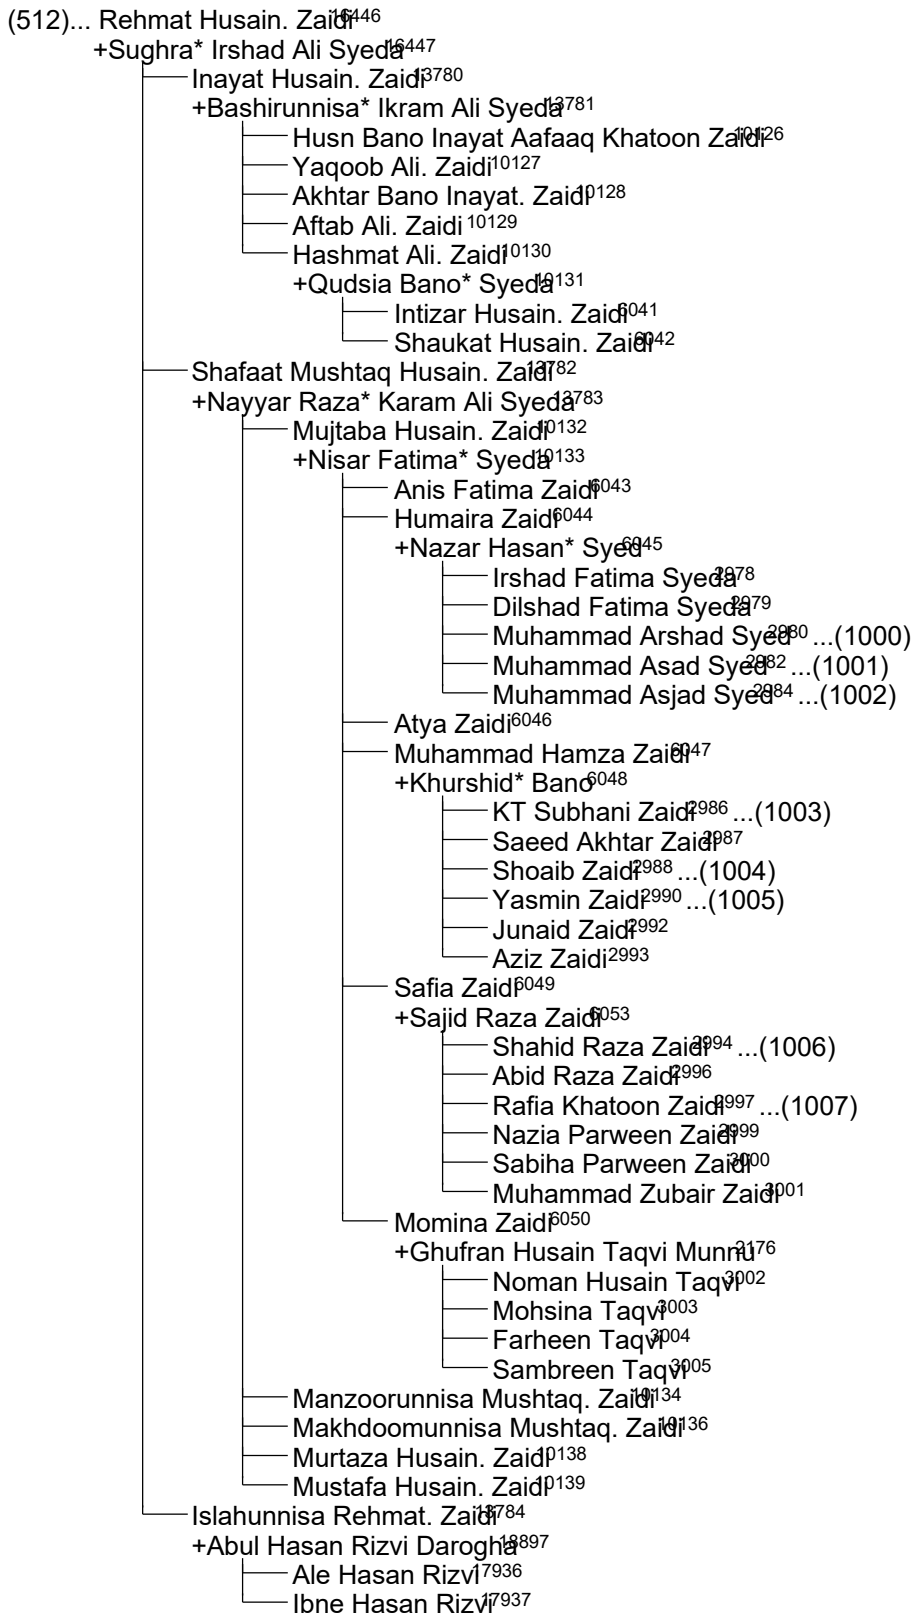 (512)... Rehmat Husain. Zaidi16446
+Sughra* Irshad Ali Syeda16447
Inayat Husain. Zaidi13780
+Bashirunnisa* Ikram Ali Syeda13781
Husn Bano Inayat Aafaaq Khatoon Zaidi10126
Yaqoob Ali. Zaidi10127
Akhtar Bano Inayat. Zaidi10128
Aftab Ali. Zaidi10129
Hashmat Ali. Zaidi10130
+Qudsia Bano* Syeda10131
Intizar Husain. Zaidi6041
Shaukat Husain. Zaidi6042
Shafaat Mushtaq Husain. Zaidi13782
+Nayyar Raza* Karam Ali Syeda13783
Mujtaba Husain. Zaidi10132
+Nisar Fatima* Syeda10133
Anis Fatima Zaidi6043
Humaira Zaidi6044
+Nazar Hasan* Syed6045
Irshad Fatima Syeda2978
Dilshad Fatima Syeda2979
Muhammad Arshad Syed2980 ...(1000)
Muhammad Asad Syed2982 ...(1001)
Muhammad Asjad Syed2984 ...(1002)
Atya Zaidi6046
Muhammad Hamza Zaidi6047
+Khurshid* Bano6048
KT Subhani Zaidi2986 ...(1003)
Saeed Akhtar Zaidi2987
Shoaib Zaidi2988 ...(1004)
Yasmin Zaidi2990 ...(1005)
Junaid Zaidi2992
Aziz Zaidi2993
Safia Zaidi6049
+Sajid Raza Zaidi6053
Shahid Raza Zaidi2994 ...(1006)
Abid Raza Zaidi2996
Rafia Khatoon Zaidi2997 ...(1007)
Nazia Parween Zaidi2999
Sabiha Parween Zaidi3000
Muhammad Zubair Zaidi3001
Momina Zaidi6050
+Ghufran Husain Taqvi Munnu2176
Noman Husain Taqvi3002
Mohsina Taqvi3003
Farheen Taqvi3004
Sambreen Taqvi3005
Manzoorunnisa Mushtaq. Zaidi10134
Makhdoomunnisa Mushtaq. Zaidi10136
Murtaza Husain. Zaidi10138
Mustafa Husain. Zaidi10139
Islahunnisa Rehmat. Zaidi13784
+Abul Hasan Rizvi Darogha18897
Ale Hasan Rizvi17936
Ibne Hasan Rizvi17937